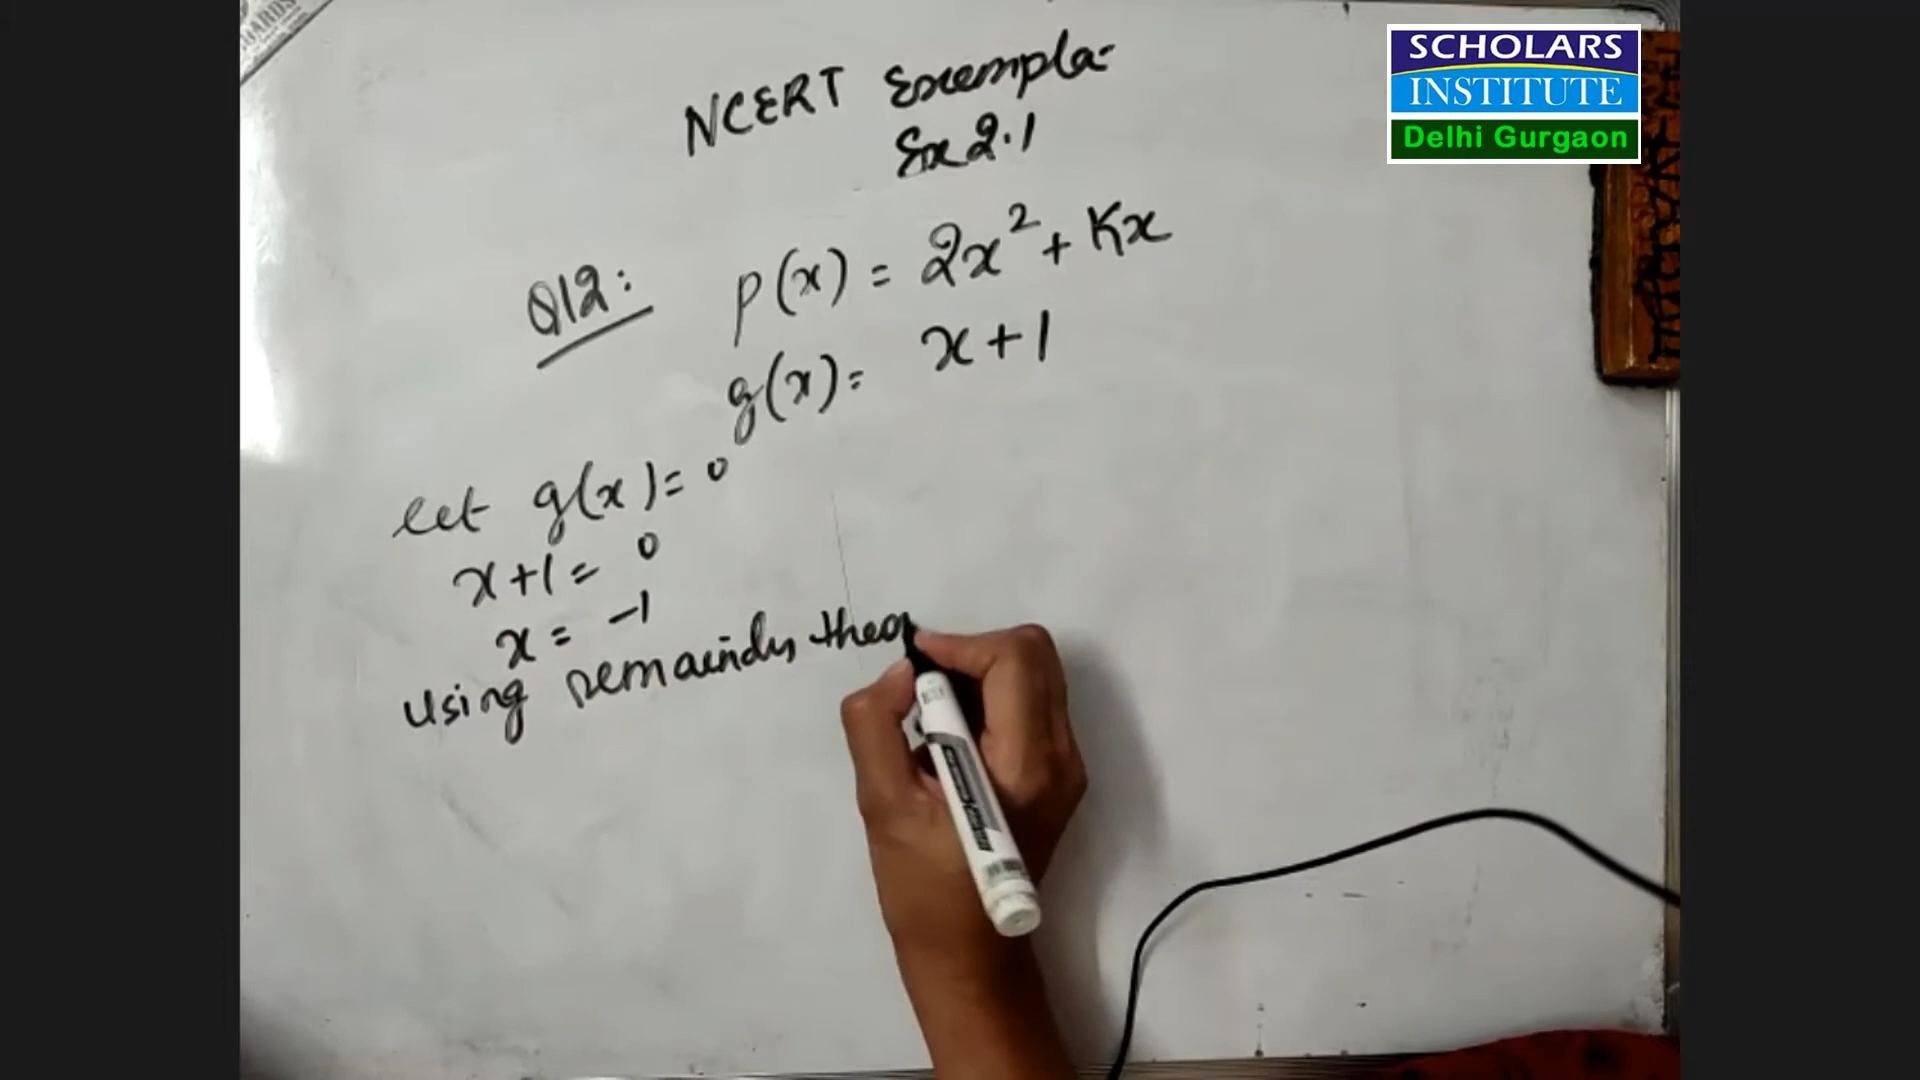 NCERT Exempla
Ex 2.1
Q12: p(x) = 2x² + Kx
g(x) = x+1
let g(x) = 0
x+1 = 0
x = -1
Using remainder theo
SCHOLARS
INSTITUTE
Delhi Gurgaon